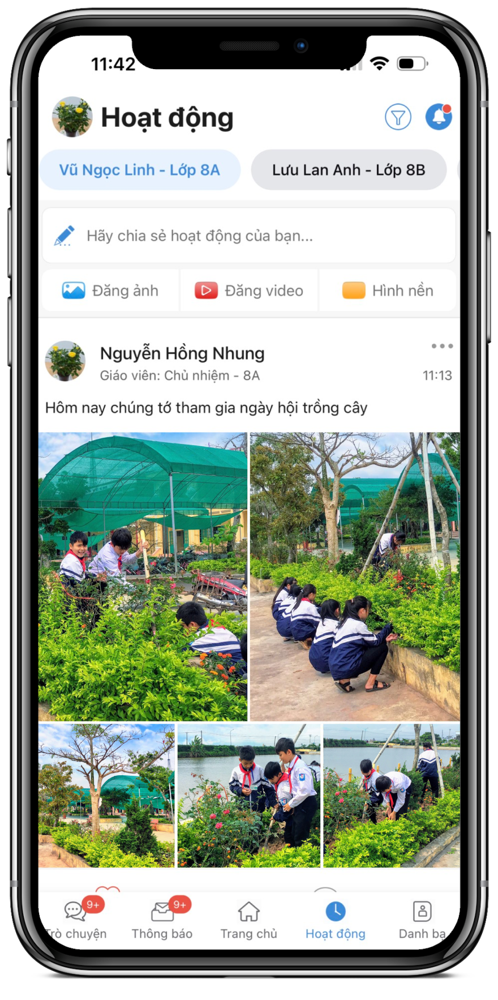 11:42
Hoạt động
Vũ Ngọc Linh - Lớp 8A
Lưu Lan Anh - Lớp 8B
Hãy chia sẻ hoạt động của bạn...
Đăng ảnh
Đăng video
Hình nền
Nguyễn Hồng Nhung
Giáo viên: Chủ nhiệm - 8A
11:13
Hôm nay chúng tớ tham gia ngày hội trồng cây
9+
9+
Trò chuyện
Thông báo
Trang chủ
Hoạt động
Danh bạ